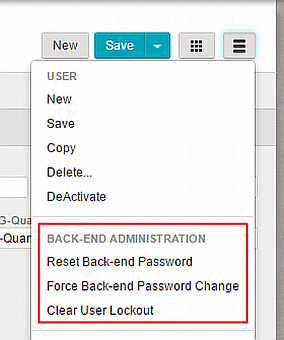 New Save
USER
New
Save
Copy
Delete...
DeActivate
G-Qua
-Quan
BACK-END ADMINISTRATION
Reset Back-end Password
Force Back-end Password Change
Clear User Lockout